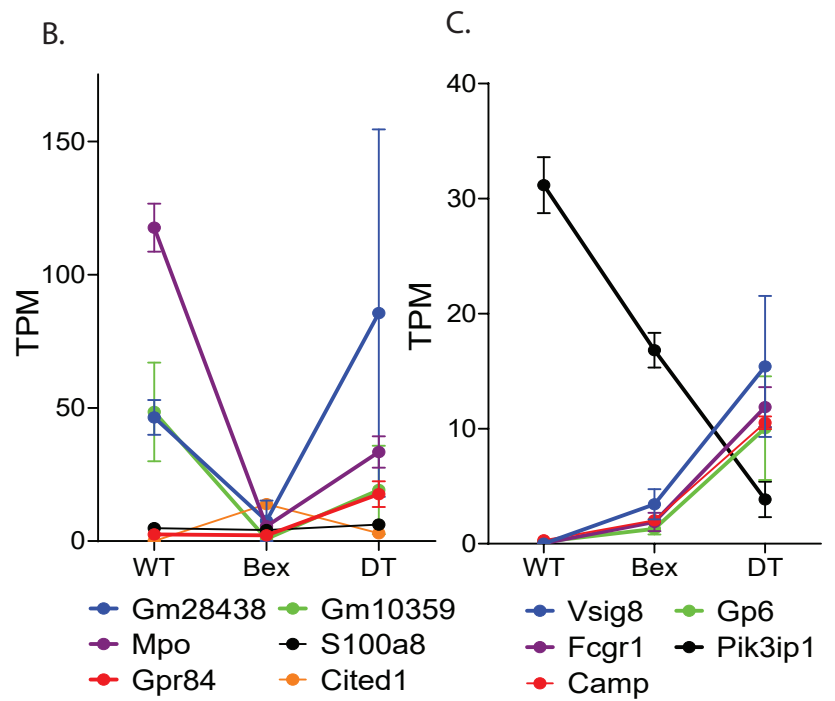 B.
TPM
150
100
50
0
WT Bex DT
Gm28438 Gm10359
Mpo S100a8
Gpr84 Cited1
C.
TPM
40
30
20
10
0
WT Bex DT
Vsig8 Gp6
Fcgr1 Pik3ip1
Camp